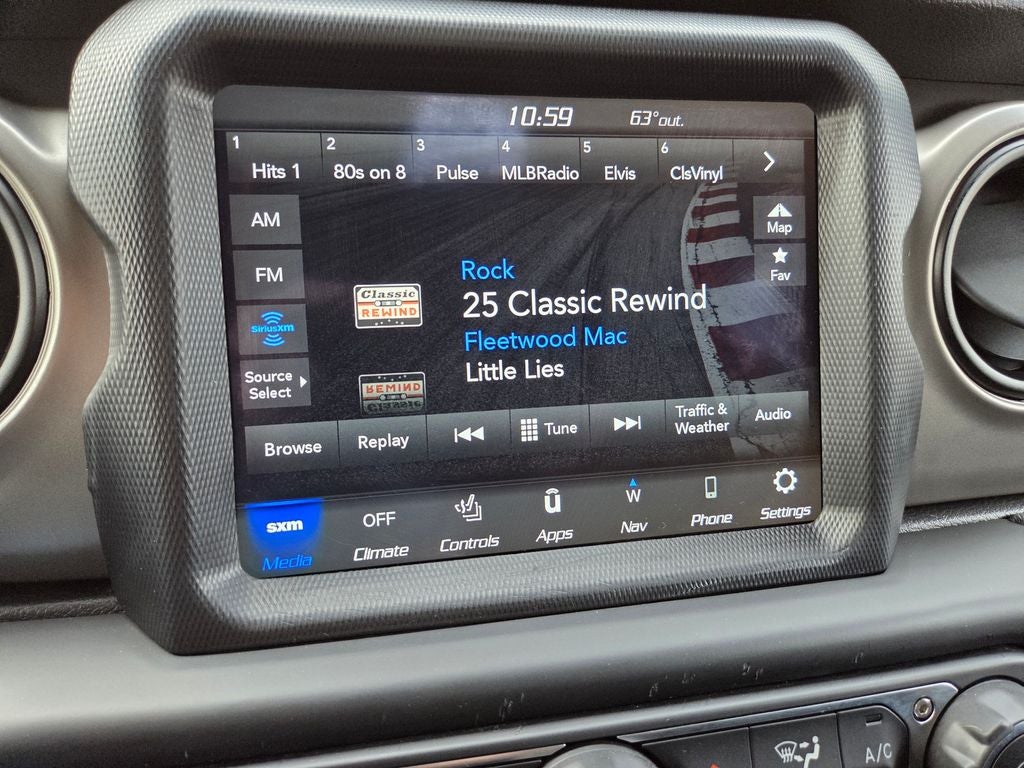 10:59 63°out.
1 2 3 4 5 6
Hits 1 80s on 8 Pulse MLBRadio Elvis ClsVinyl
AM
Map
FM
Fav
SiriusXM
Source
Select
Classic
REWIND
Rock
25 Classic Rewind
Fleetwood Mac
Little Lies
REWIND
Classic
Browse Replay Tune Traffic &
Weather Audio
sxm OFF W
Media Climate Controls Apps Nav Phone Settings
A/C